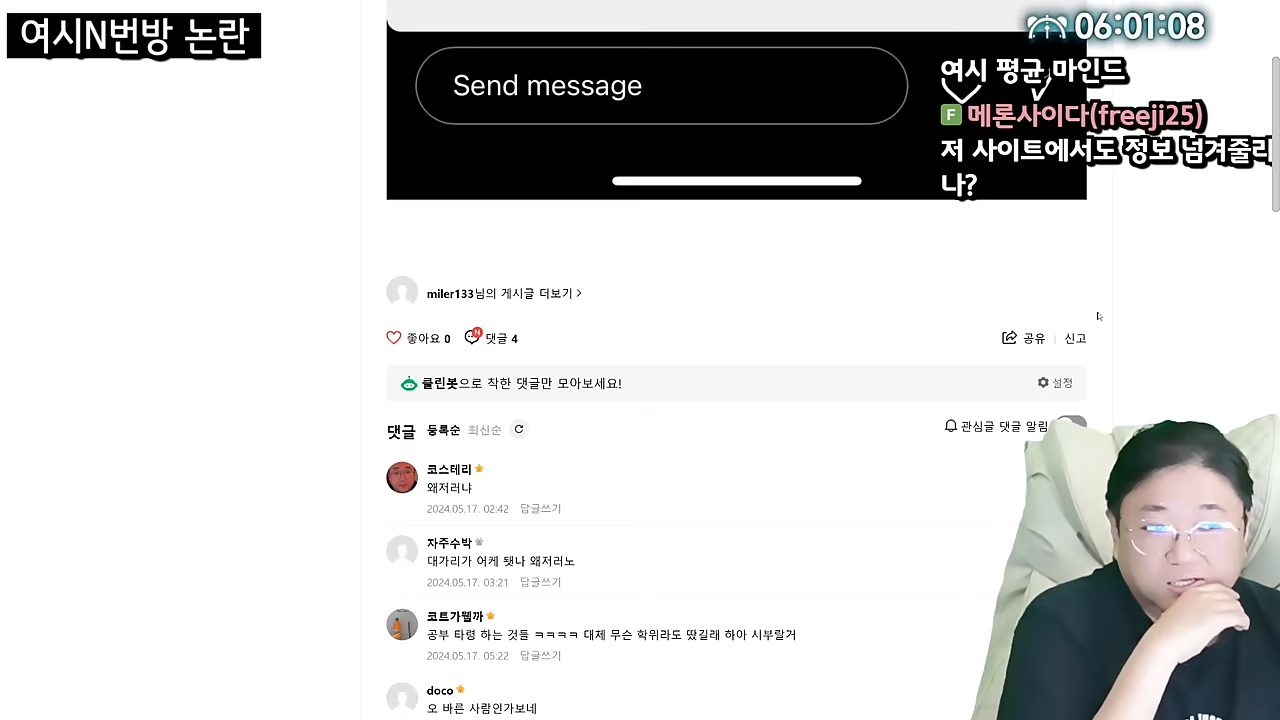 여시N번방 논란
06:01:08
Send message
여시 평균 마인드
F 메론사이다(freeji25)
저 사이트에서도 정보 넘겨줄리
나?
miler133님의 게시글 더보기
좋아요 0 N 댓글 4
공유 신고
클린봇으로 착한 댓글만 모아보세요!
설정
댓글 등록순 최신순
관심글 댓글 알림
코스테리
왜저러냐
2024.05.17. 02:42 답글쓰기
자주수박
대가리가 어케 됏나 왜저리노
2024.05.17. 03:21 답글쓰기
코트가뛸까
공부 타령 하는 것들 ㅋㅋㅋㅋ 대체 무슨 학위라도 땄길래 하아 시부랄거
2024.05.17. 05:22 답글쓰기
doco
오 바른 사람인가보네